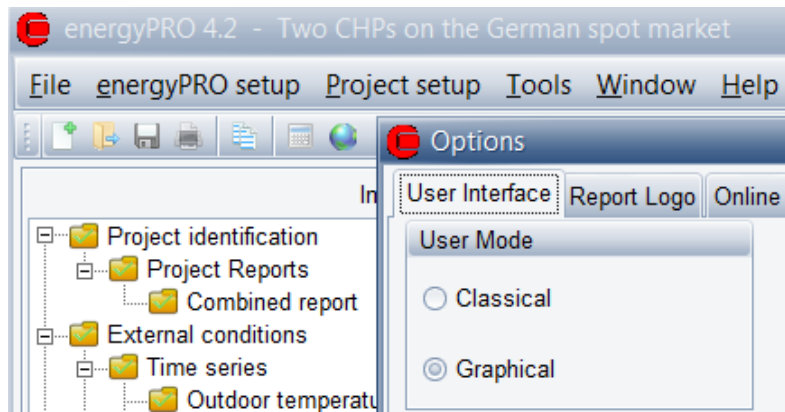 energyPRO 4.2 - Two CHPs on the German spot market
File energyPRO setup Project setup Tools Window Help
Options
User Interface Report Logo Online
User Mode
Project identification
Project Reports
Combined report
Classical
External conditions
Time series
Graphical
Outdoor